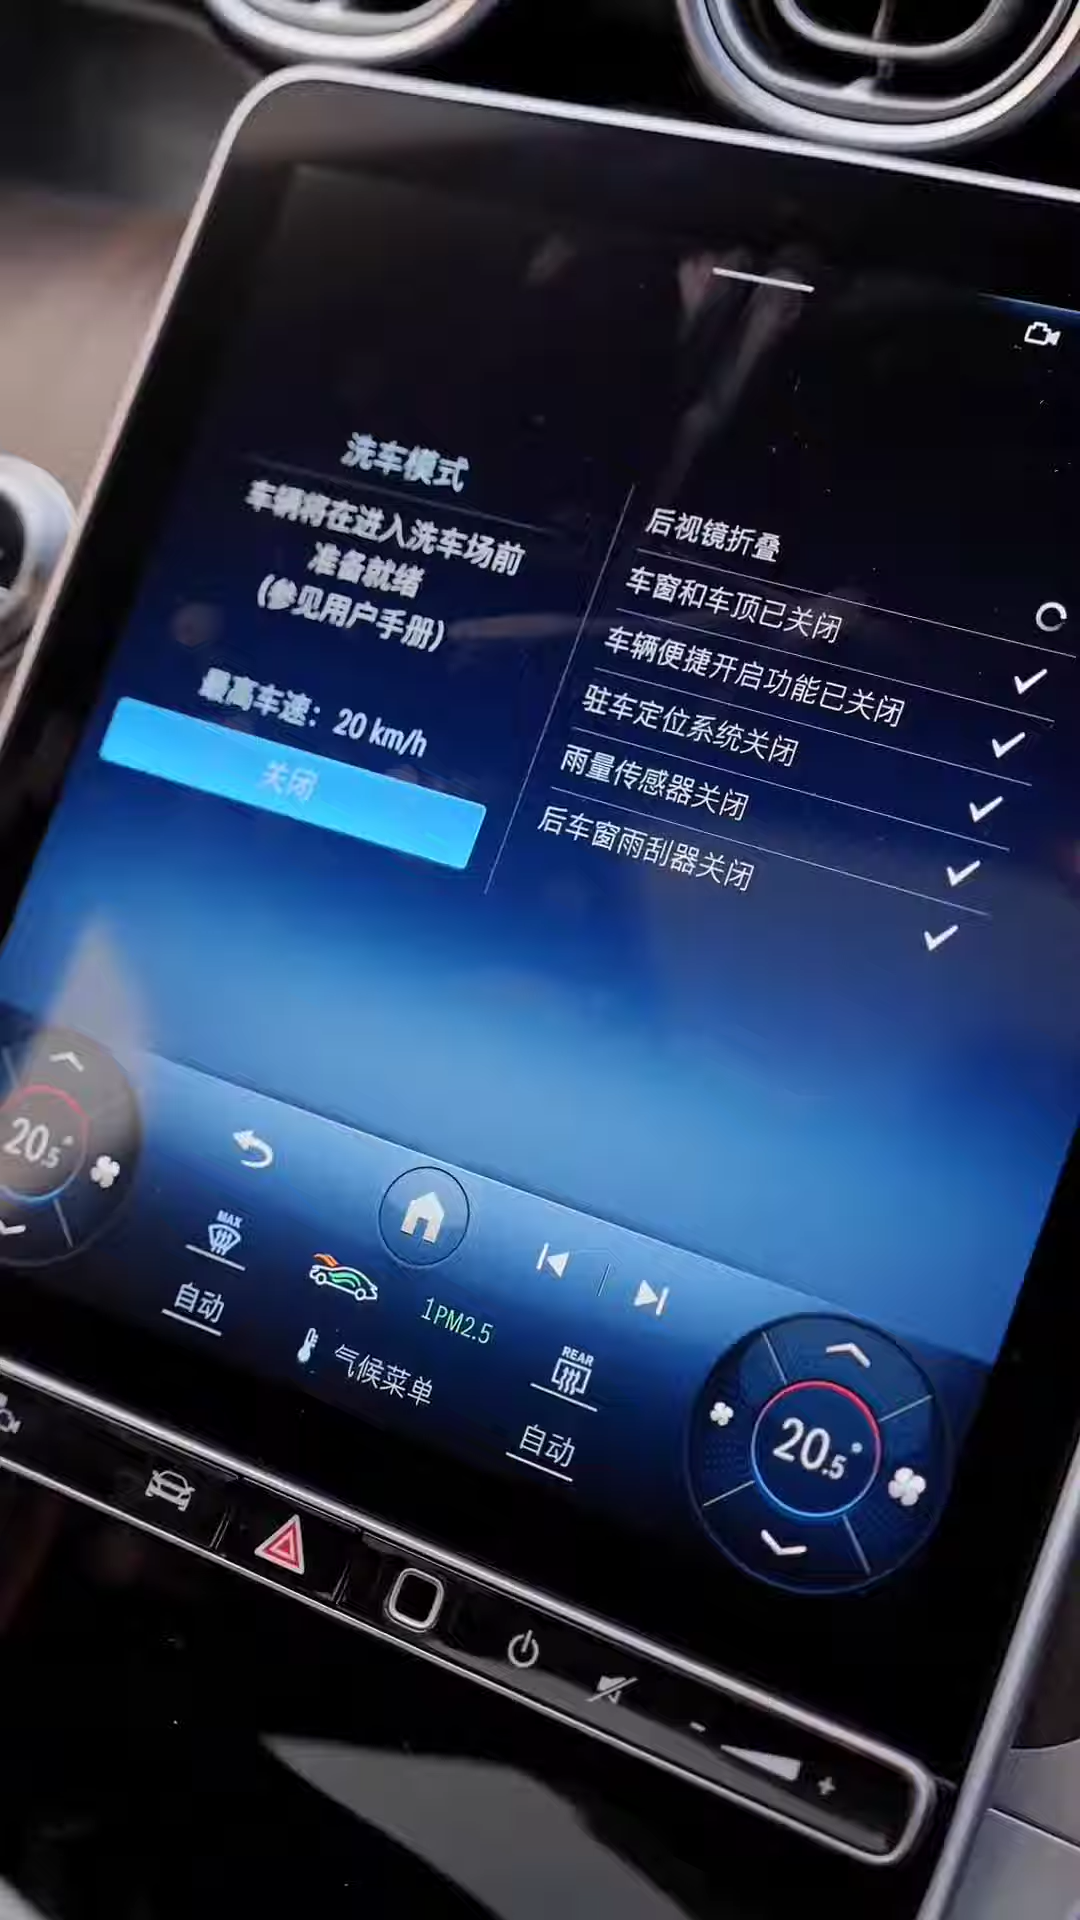 洗车模式
车辆将在进入洗车场前
准备就绪
(参见用户手册)
最高车速：20 km/h
关闭
后视镜折叠
车窗和车顶已关闭
车辆便捷开启功能已关闭
驻车定位系统关闭
雨量传感器关闭
后车窗雨刮器关闭
20.5°
MAX
自动
1PM2.5
气候菜单
REAR
自动
20.5°
- +